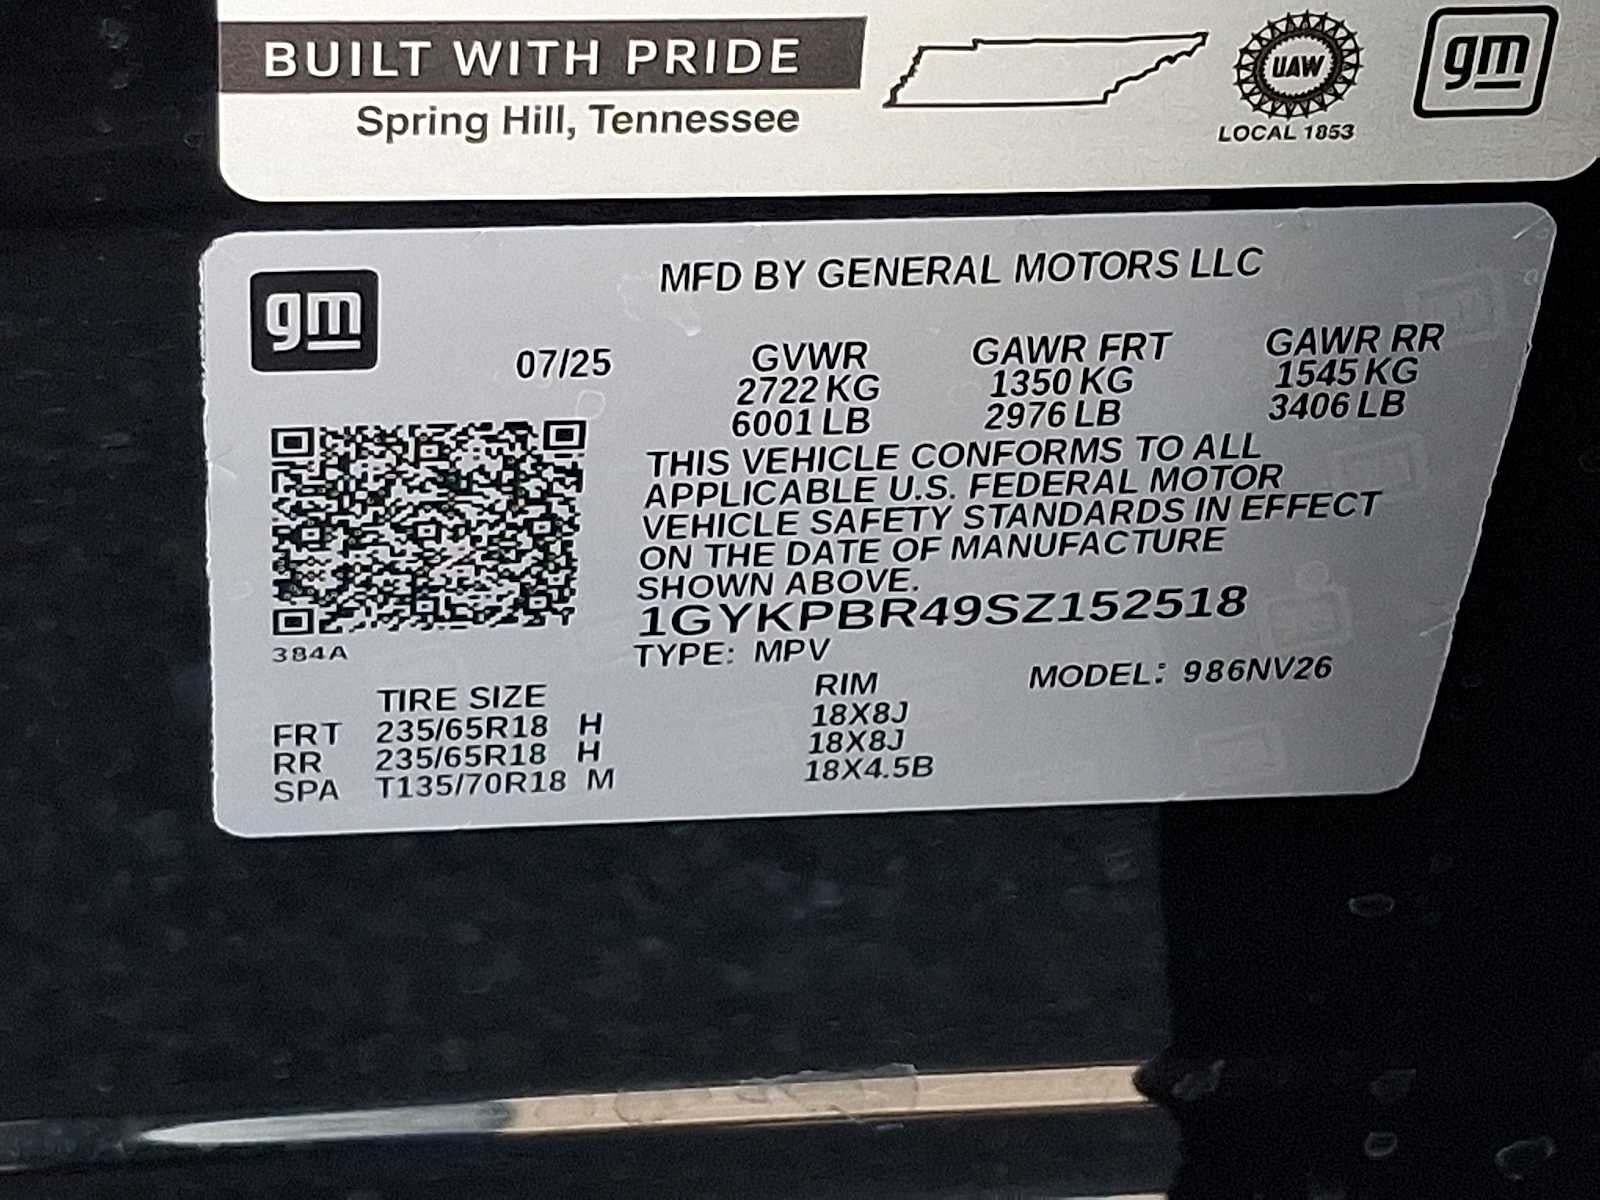 BUILT WITH PRIDE
Spring Hill, Tennessee
UAW
LOCAL 1853
gm
gm
MFD BY GENERAL MOTORS LLC
07/25
GVWR GAWR FRT GAWR RR
2722 KG 1350 KG 1545 KG
6001 LB 2976 LB 3406 LB
THIS VEHICLE CONFORMS TO ALL
APPLICABLE U.S. FEDERAL MOTOR
VEHICLE SAFETY STANDARDS IN EFFECT
ON THE DATE OF MANUFACTURE
SHOWN ABOVE.
1GYKPBR49SZ152518
384A
TYPE: MPV MODEL: 986NV26
TIRE SIZE RIM
FRT 235/65R18 H 18X8J
RR 235/65R18 H 18X8J
SPA T135/70R18 M 18X4.5B